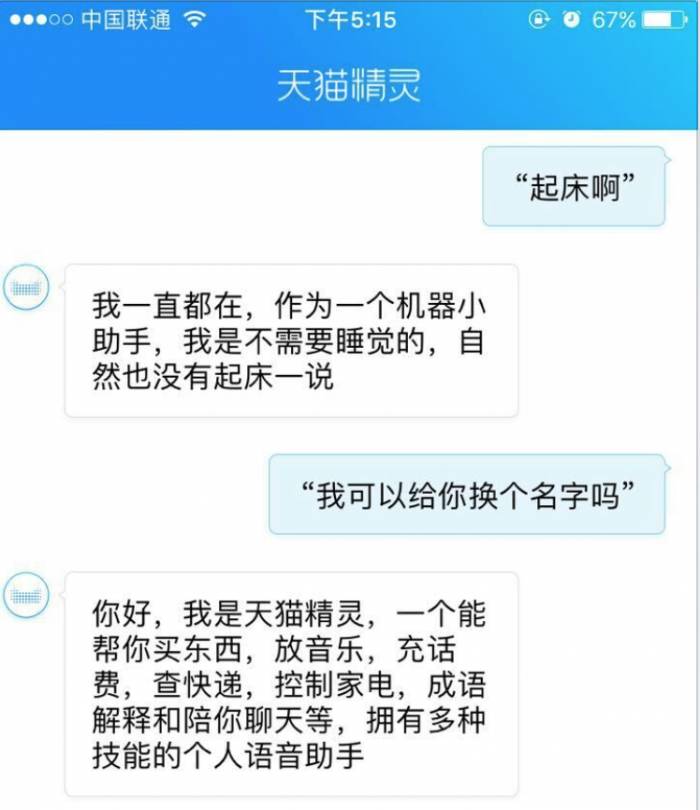 中国联通 下午5:15 67%
天猫精灵
“起床啊”
我一直都在，作为一个机器小
助手，我是不需要睡觉的，自
然也没有起床一说
“我可以给你换个名字吗”
你好，我是天猫精灵，一个能
帮你买东西，放音乐，充话
费，查快递，控制家电，成语
解释和陪你聊天等，拥有多种
技能的个人语音助手